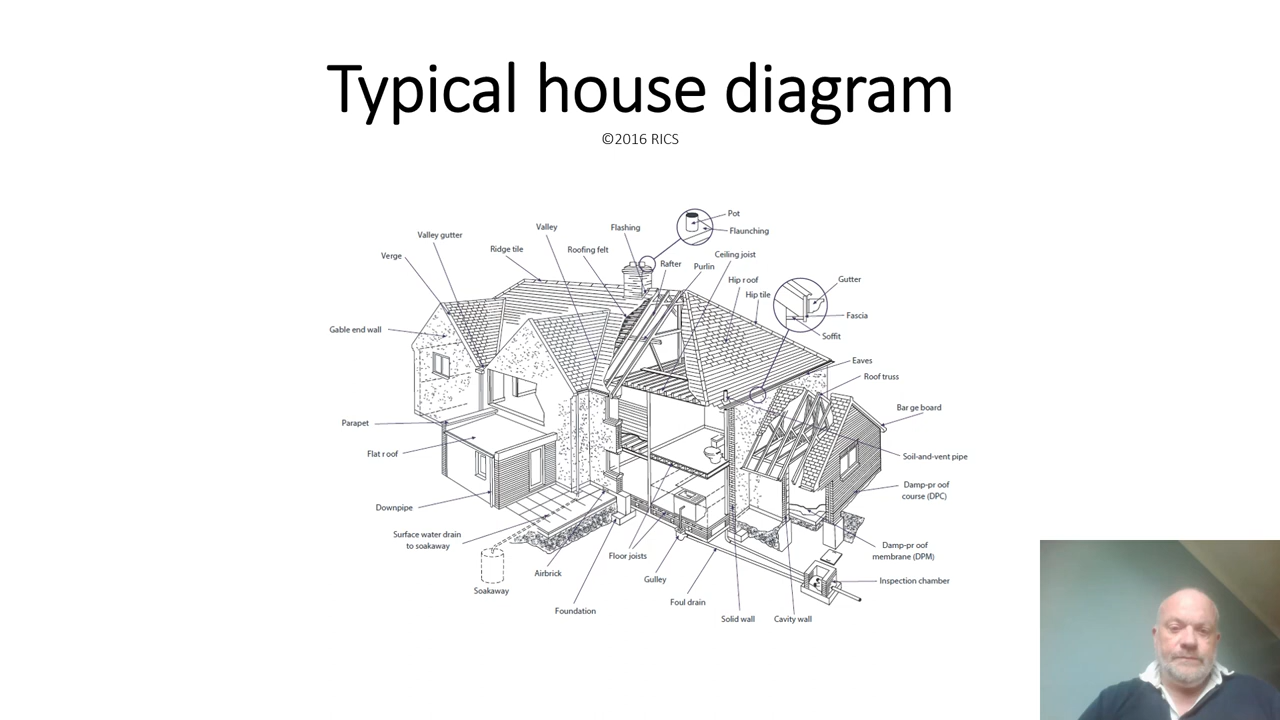 Typical house diagram
©2016 RICS
Pot
Flaunching
Flashing
Valley
Valley gutter
Ridge tile
Roofing felt
Verge
Rafter
Purlin
Ceiling joist
Hip r oof
Hip tile
Gutter
Fascia
Soffit
Gable end wall
Eaves
Roof truss
Bar ge board
Parapet
Flat r oof
Soil-and-vent pipe
Damp-pr oof
course (DPC)
Downpipe
Surface water drain
to soakaway
Damp-pr oof
membrane (DPM)
Floor joists
Airbrick
Gulley
Inspection chamber
Soakaway
Foundation
Foul drain
Solid wall
Cavity wall